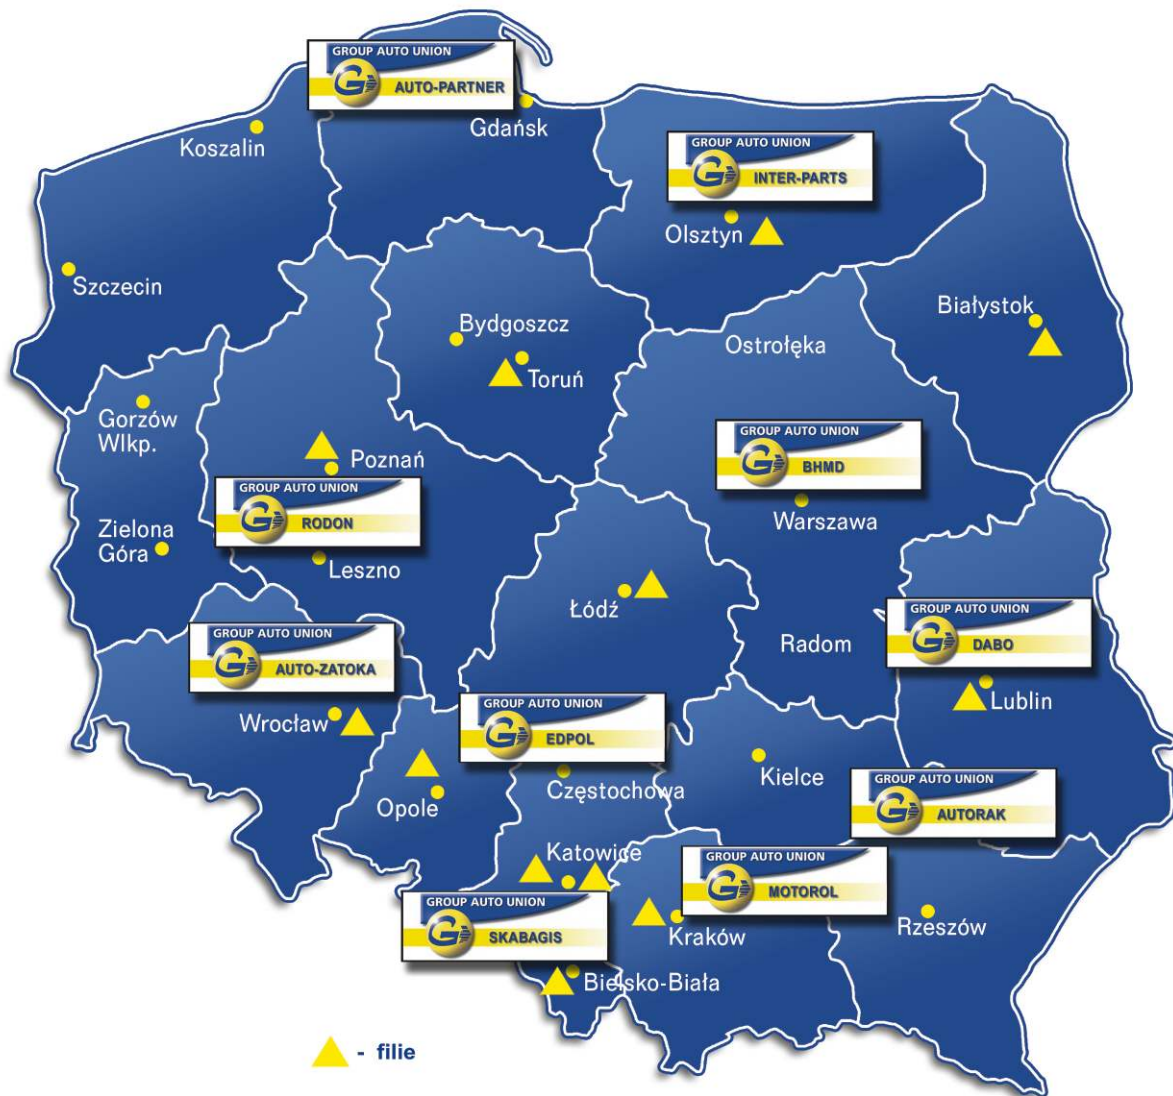 GROUP AUTO UNION
AUTO-PARTNER
Gdańsk
Koszalin
GROUP AUTO UNION
INTER-PARTS
Olsztyn
Szczecin
Białystok
Bydgoszcz
Ostrołęka
Toruń
Gorzów
Wlkp.
GROUP AUTO UNION
BHMD
Poznań
GROUP AUTO UNION
RODON
Warszawa
Zielona
Góra
Leszno
Łódź
GROUP AUTO UNION
DABO
Radom
GROUP AUTO UNION
AUTO-ZATOKA
Lublin
Wrocław
GROUP AUTO UNION
EDPOL
Kielce
Częstochowa
Opole
GROUP AUTO UNION
AUTORAK
Katowice
GROUP AUTO UNION
MOTOROL
GROUP AUTO UNION
SKABAGIS
Kraków
Rzeszów
Bielsko-Biała
- filie